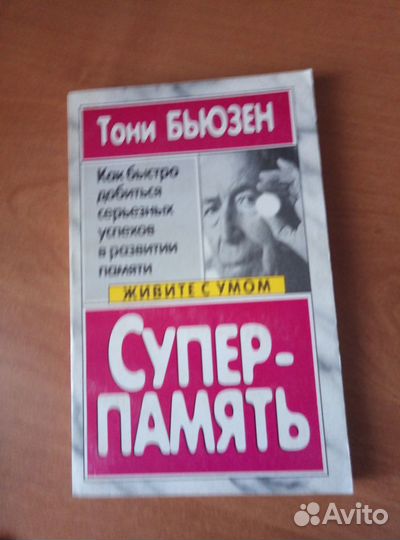 Тони БЬЮЗЕН
Как быстро
добиться
серьезных
успехов
в развитии
памяти
ЖИВИТЕ С УМОМ
СУПЕР-
ПАМЯТЬ
Avito